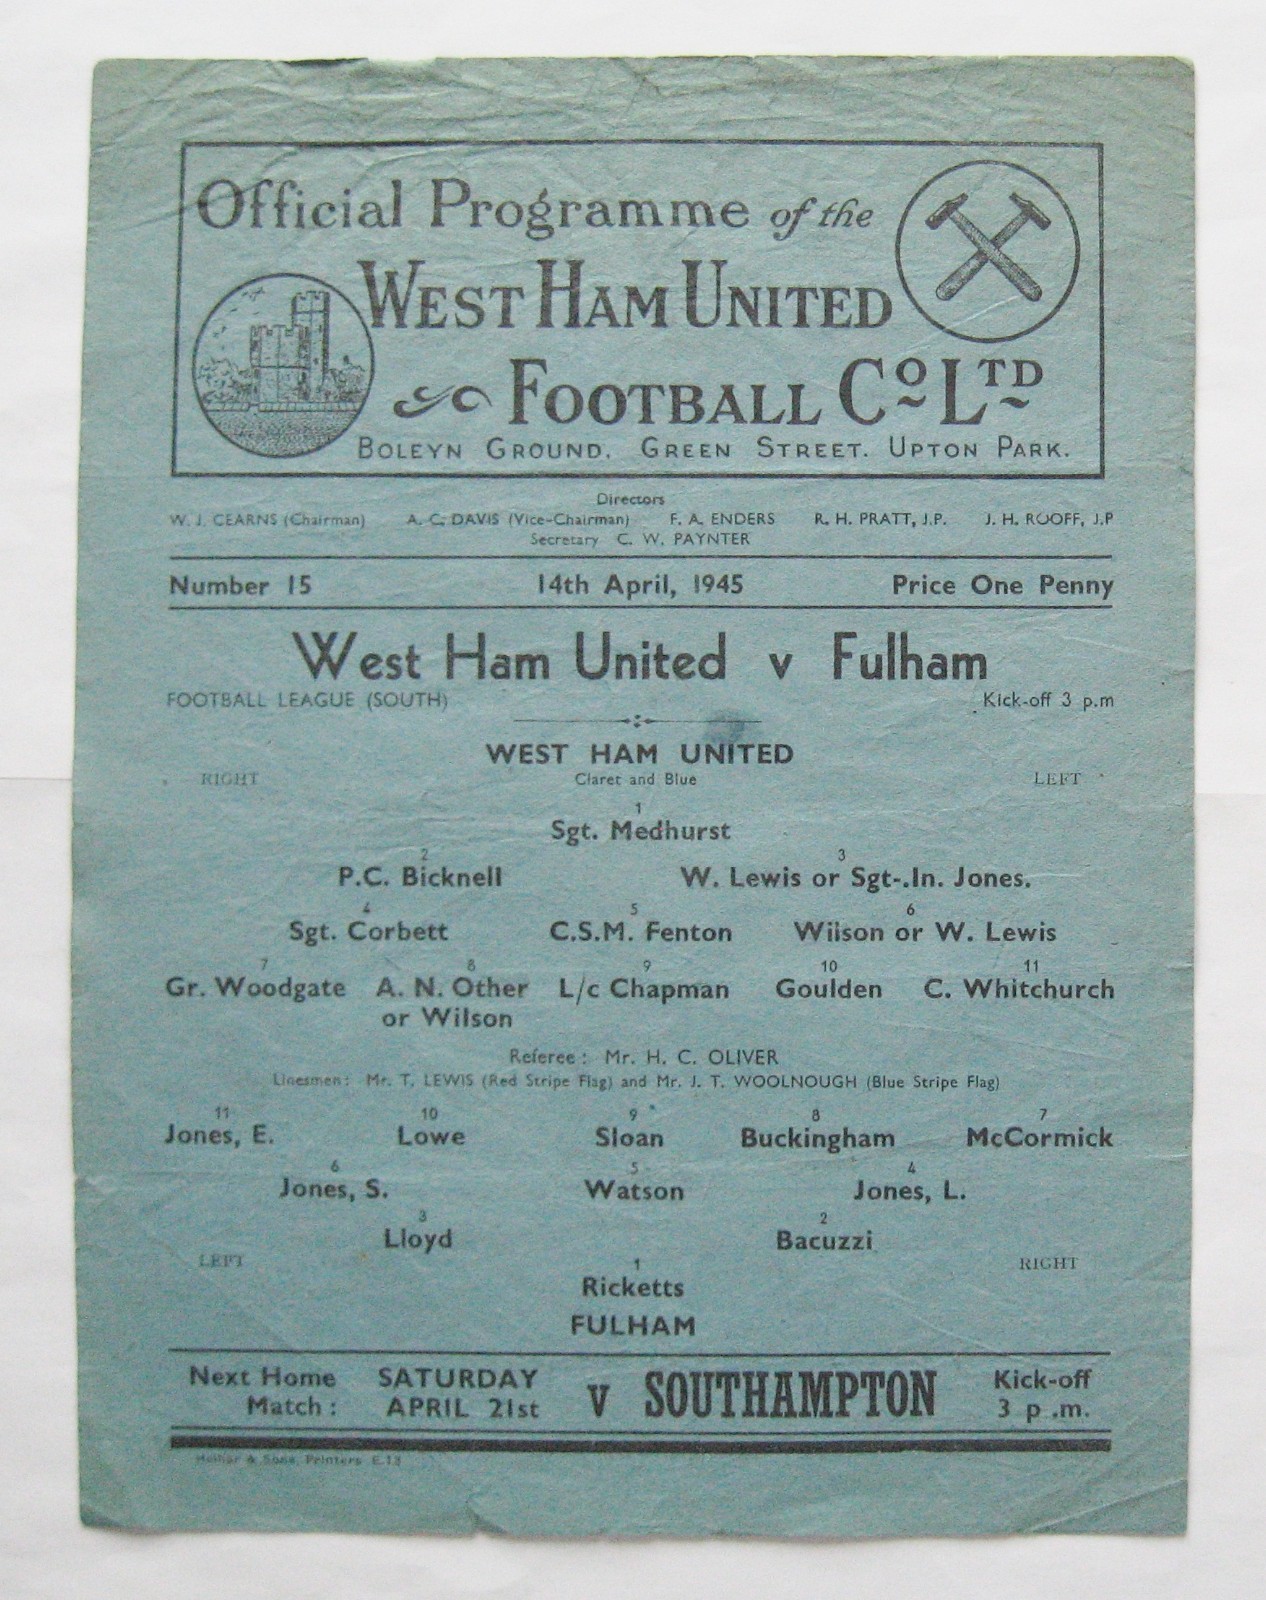 Official Programme of the
WEST HAM UNITED
FOOTBALL CO LTD
BOLEYN GROUND, GREEN STREET. UPTON PARK.
Directors
W. J. CEARNS (Chairman) A. C. DAVIS (Vice-Chairman) F. A. ENDERS R. H. PRATT, J.P. J. H. ROOFF, J.P
Secretary C. W. PAYNTER
Number 15 14th April, 1945 Price One Penny
West Ham United v Fulham
FOOTBALL LEAGUE (SOUTH) Kick-off 3 p.m
WEST HAM UNITED
RIGHT Claret and Blue LEFT
1
Sgt. Medhurst
2 3
P.C. Bicknell W. Lewis or Sgt-.In. Jones.
4 5 6
Sgt. Corbett C.S.M. Fenton Wilson or W. Lewis
7 8 9 10 11
Gr. Woodgate A. N. Other L/c Chapman Goulden C. Whitchurch
or Wilson
Referee : Mr. H. C. OLIVER
Linesmen : Mr. T. LEWIS (Red Stripe Flag) and Mr. J. T. WOOLNOUGH (Blue Stripe Flag)
11 10 9 8 7
Jones, E. Lowe Sloan Buckingham McCormick
6 5 4
Jones, S. Watson Jones, L.
3 2
Lloyd Bacuzzi
LEFT 1 RIGHT
Ricketts
FULHAM
Next Home SATURDAY v SOUTHAMPTON Kick-off
Match : APRIL 21st 3 p .m.
& Sons, Printers E.13